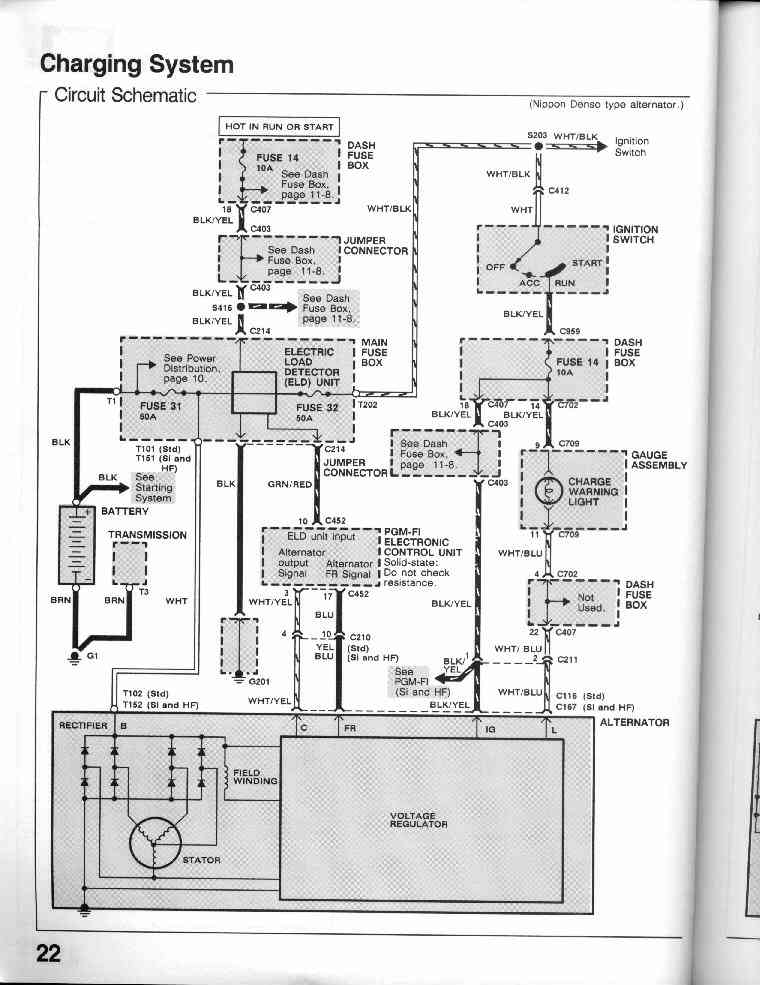 Charging System
Circuit Schematic
(Nippon Denso type alternator.)
HOT IN RUN OR START
FUSE 14
10A
See Dash
Fuse Box,
page 11-8.
DASH
FUSE
BOX
S203 WHT/BLK
Ignition
Switch
WHT/BLK
C412
WHT
18 C407
BLK/YEL
C403
WHT/BLK
JUMPER
CONNECTOR
See Dash
Fuse Box,
page 11-8.
IGNITION
SWITCH
OFF
START
ACC
RUN
BLK/YEL
C403
S416
See Dash
Fuse Box,
page 11-8.
BLK/YEL
C214
BLK/YEL
C959
MAIN
FUSE
BOX
See Power
Distribution,
page 10.
ELECTRIC
LOAD
DETECTOR
(ELD) UNIT
FUSE 31
50A
FUSE 32
50A
T1
T202
DASH
FUSE
BOX
FUSE 14
10A
18 C407
BLK/YEL
C403
14 C702
BLK/YEL
BLK
T101 (Std)
T151 (SI and
HF)
C214
JUMPER
CONNECTOR
See Dash
Fuse Box,
page 11-8.
C403
9 C709
GAUGE
ASSEMBLY
CHARGE
WARNING
LIGHT
BLK
See
Starting
System
BLK
GRN/RED
BATTERY
+
TRANSMISSION
10 C452
ELD unit input
Alternator
output
Signal
Alternator
FR Signal
PGM-FI
ELECTRONIC
CONTROL UNIT
Solid-state:
Do not check
resistance.
11 C709
WHT/BLU
4 C702
BRN
BRN
T3
WHT
3
17
C452
WHT/YEL
BLU
BLK/YEL
Not
Used.
DASH
FUSE
BOX
4
10
C210
YEL (Std)
BLU (SI and HF)
22 C407
WHT/BLU
G1
G201
BLK/
YEL
1
2
C211
See
PGM-FI
(SI and HF)
T102 (Std)
T152 (SI and HF)
WHT/YEL
BLK/YEL
WHT/BLU
C116 (Std)
C167 (SI and HF)
RECTIFIER
B
C
FR
IG
L
ALTERNATOR
FIELD
WINDING
VOLTAGE
REGULATOR
STATOR
22